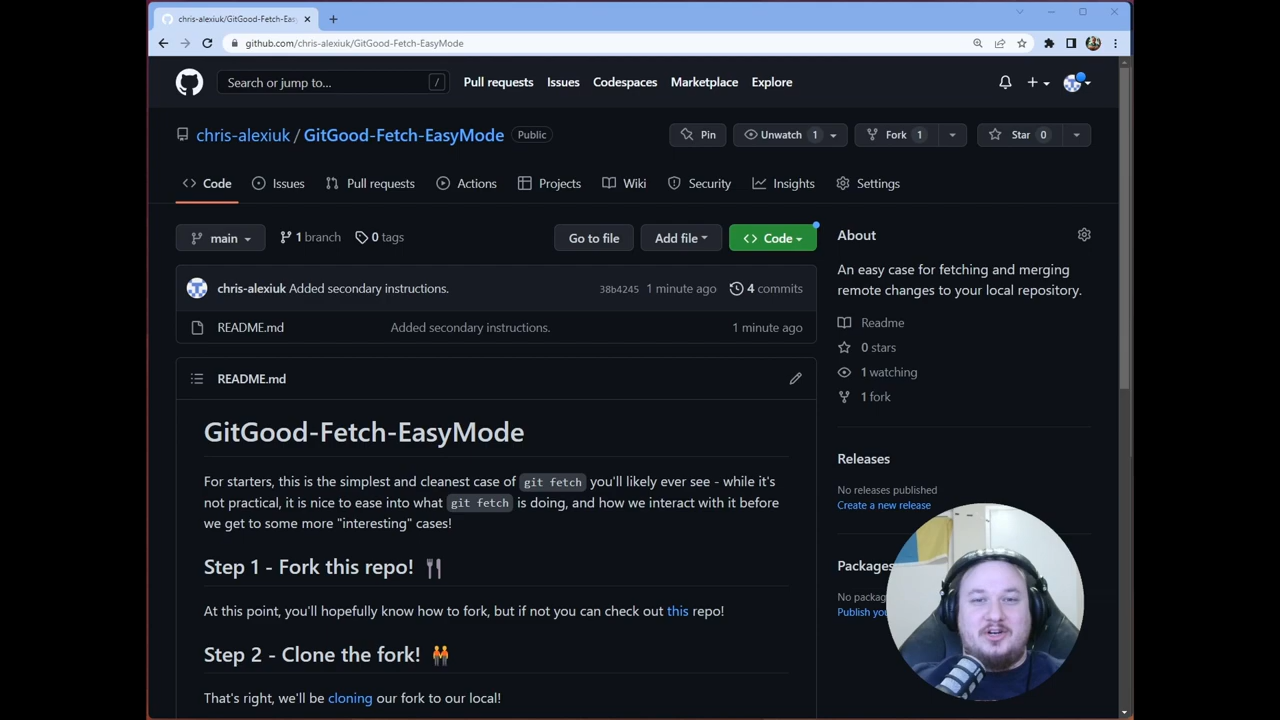 chris-alexiuk/GitGood-Fetch-Easy
github.com/chris-alexiuk/GitGood-Fetch-EasyMode
Search or jump to... /
Pull requests Issues Codespaces Marketplace Explore
chris-alexiuk / GitGood-Fetch-EasyMode Public
Pin Unwatch 1 Fork 1 Star 0
Code Issues Pull requests Actions Projects Wiki Security Insights Settings
main 1 branch 0 tags Go to file Add file Code
chris-alexiuk Added secondary instructions. 38b4245 1 minute ago 4 commits
README.md Added secondary instructions. 1 minute ago
README.md
GitGood-Fetch-EasyMode
For starters, this is the simplest and cleanest case of git fetch you'll likely ever see - while it's
not practical, it is nice to ease into what git fetch is doing, and how we interact with it before
we get to some more "interesting" cases!
Step 1 - Fork this repo!
At this point, you'll hopefully know how to fork, but if not you can check out this repo!
Step 2 - Clone the fork!
That's right, we'll be cloning our fork to our local!
About
An easy case for fetching and merging
remote changes to your local repository.
Readme
0 stars
1 watching
1 fork
Releases
No releases published
Create a new release
Packages
No packag
Publish yo